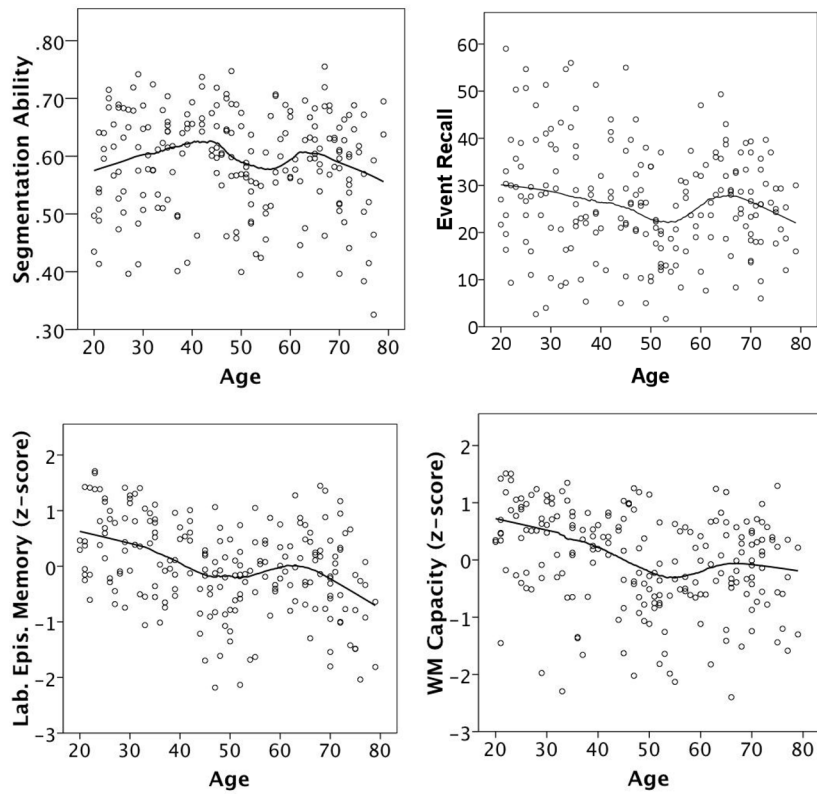 Segmentation Ability
.80
.70
.60
.50
.40
.30
20 30 40 50 60 70 80
Age
Event Recall
60
50
40
30
20
10
0
20 30 40 50 60 70 80
Age
Lab. Epis. Memory (z-score)
2
1
0
-1
-2
-3
20 30 40 50 60 70 80
Age
WM Capacity (z-score)
2
1
0
-1
-2
-3
20 30 40 50 60 70 80
Age